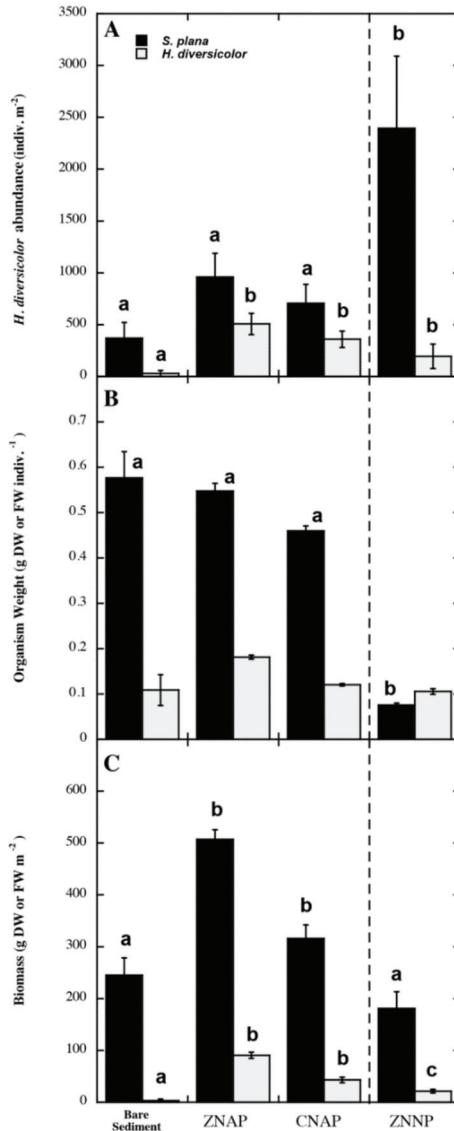 A
S. plana
H. diversicolor
H. diversicolor abundance (indiv. m-2)
3500
3000
2500
2000
1500
1000
500
0
a
a
a
b
a
b
b
b
B
Organism Weight (g DW or FW indiv. -1)
0.7
0.6
0.5
0.4
0.3
0.2
0.1
0
a
a
a
b
C
Biomass (g DW or FW m -2)
600
500
400
300
200
100
0
a
a
b
b
b
b
a
c
Bare
Sediment
ZNAP
CNAP
ZNNP